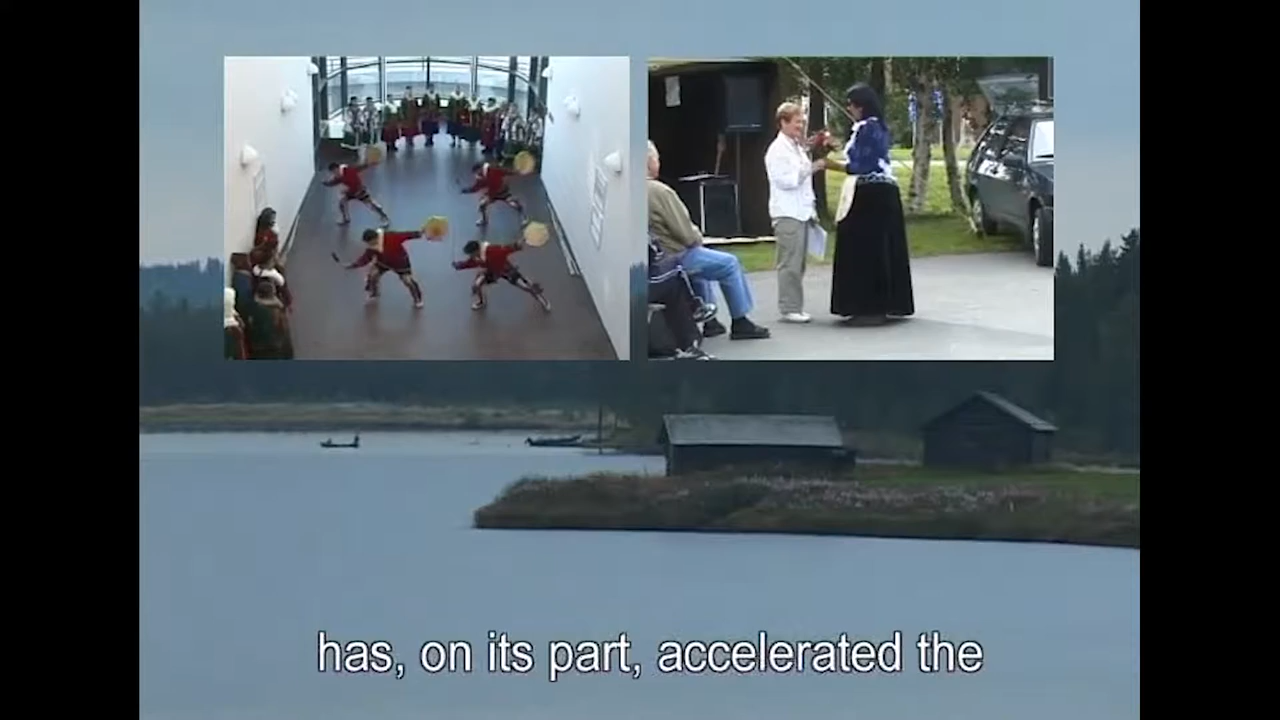 has, on its part, accelerated the